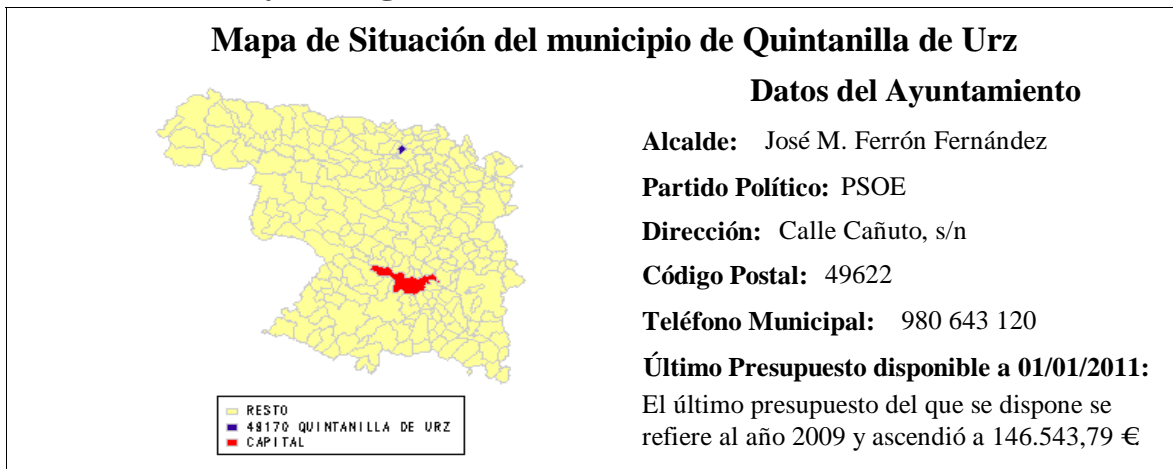 Mapa de Situación del municipio de Quintanilla de Urz
Datos del Ayuntamiento
Alcalde: José M. Ferrón Fernández
Partido Político: PSOE
Dirección: Calle Cañuto, s/n
Código Postal: 49622
Teléfono Municipal: 980 643 120
Último Presupuesto disponible a 01/01/2011:
El último presupuesto del que se dispone se
refiere al año 2009 y ascendió a 146.543,79 €
RESTO
49170 QUINTANILLA DE URZ
CAPITAL